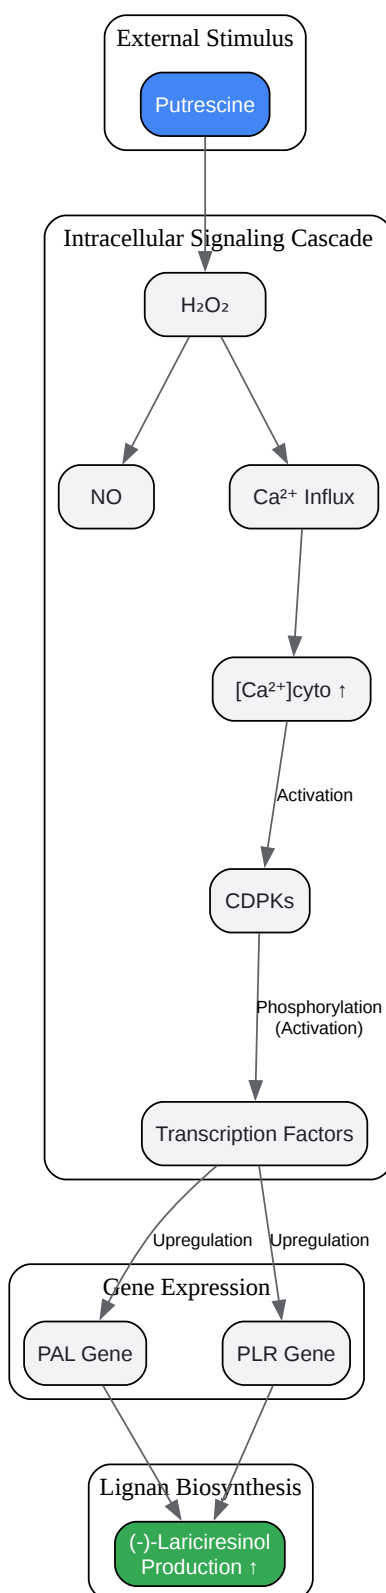 External Stimulus
Putrescine
Intracellular Signaling Cascade
H₂O₂
NO
Ca²⁺ Influx
[Ca²⁺]cyto ↑
Activation
CDPKs
Phosphorylation
(Activation)
Transcription Factors
Upregulation
Upregulation
Gene Expression
PAL Gene
PLR Gene
Lignan Biosynthesis
(-)-Lariciresinol
Production ↑